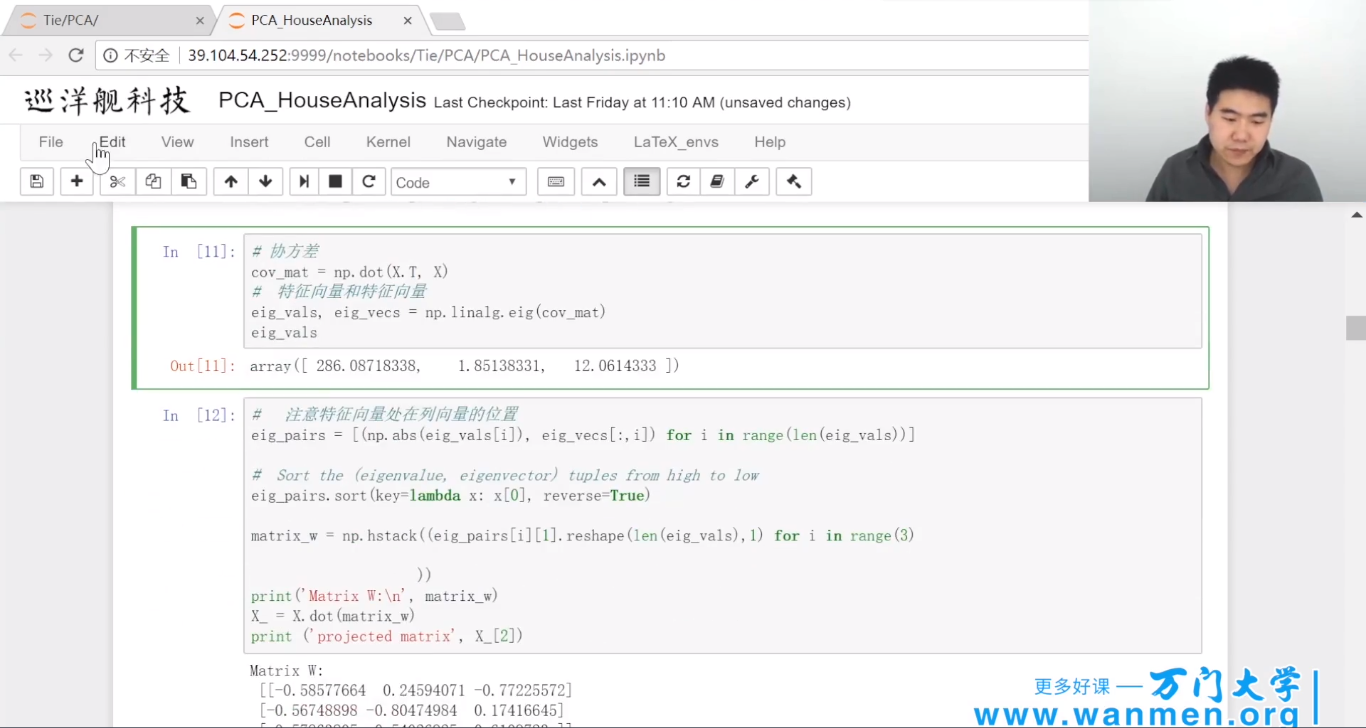 Tie/PCA/
PCA_HouseAnalysis
不安全
39.104.54.252:9999/notebooks/Tie/PCA/PCA_HouseAnalysis.ipynb
巡洋舰科技 PCA_HouseAnalysis Last Checkpoint: Last Friday at 11:10 AM (unsaved changes)
File Edit View Insert Cell Kernel Navigate Widgets LaTeX_envs Help
Code
In [11]:
# 协方差
cov_mat = np.dot(X.T, X)
# 特征向量和特征向量
eig_vals, eig_vecs = np.linalg.eig(cov_mat)
eig_vals
Out[11]: array([ 286.08718338, 1.85138331, 12.0614333 ])
In [12]:
# 注意特征向量处在列向量的位置
eig_pairs = [(np.abs(eig_vals[i]), eig_vecs[:,i]) for i in range(len(eig_vals))]
# Sort the (eigenvalue, eigenvector) tuples from high to low
eig_pairs.sort(key=lambda x: x[0], reverse=True)
matrix_w = np.hstack((eig_pairs[i][1].reshape(len(eig_vals),1) for i in range(3)
))
print('Matrix W:\n', matrix_w)
X_ = X.dot(matrix_w)
print ('projected matrix', X_[2])
Matrix W:
[[-0.58577664 0.24594071 -0.77225572]
[-0.56748898 -0.80474984 0.17416645]
更多好课 — 万门大学
www.wanmen.org